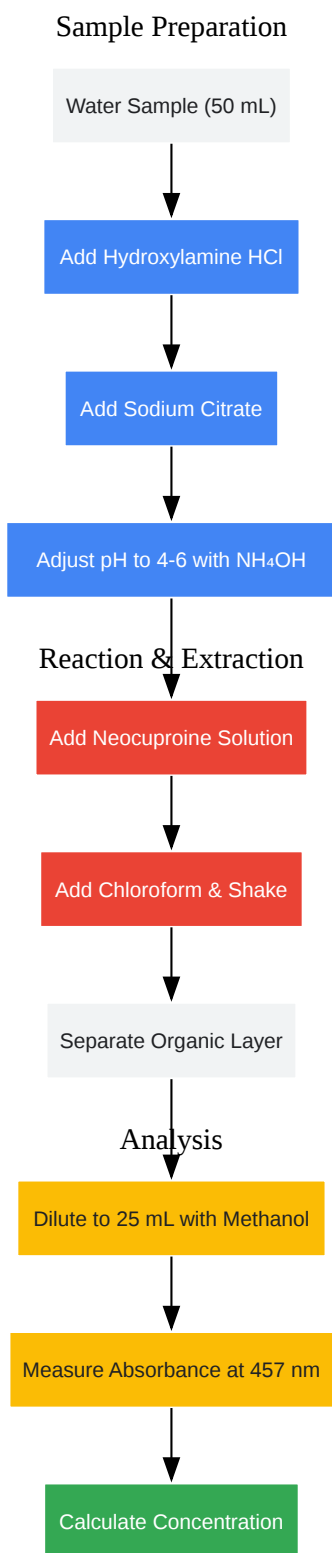 Sample Preparation
Water Sample (50 mL)
Add Hydroxylamine HCl
Add Sodium Citrate
Adjust pH to 4-6 with NH₄OH
Reaction & Extraction
Add Neocuproine Solution
Add Chloroform & Shake
Separate Organic Layer
Analysis
Dilute to 25 mL with Methanol
Measure Absorbance at 457 nm
Calculate Concentration